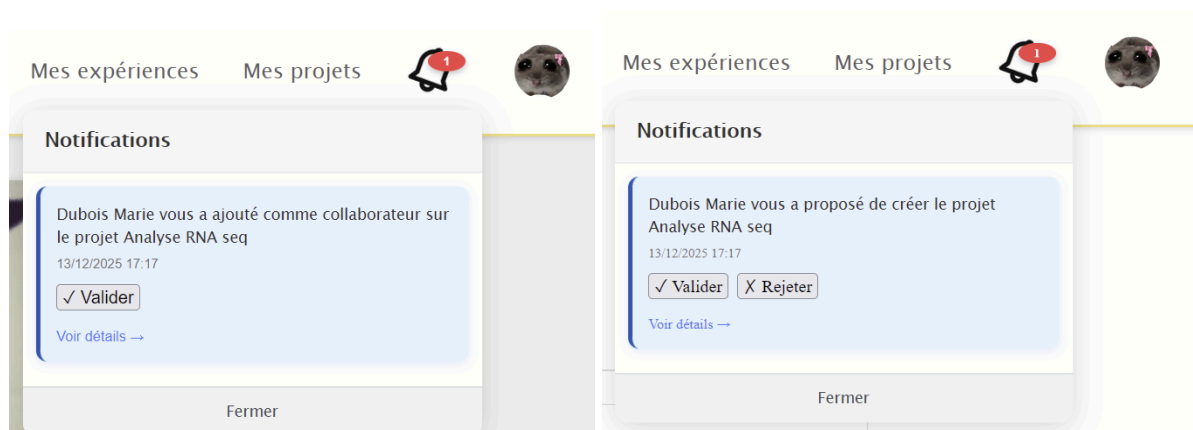 Mes expériences Mes projets 1
Notifications
Dubois Marie vous a ajouté comme collaborateur sur
le projet Analyse RNA seq
13/12/2025 17:17
✓ Valider
Voir détails →
Fermer
Mes expériences Mes projets 1
Notifications
Dubois Marie vous a proposé de créer le projet
Analyse RNA seq
13/12/2025 17:17
✓ Valider ✗ Rejeter
Voir détails →
Fermer